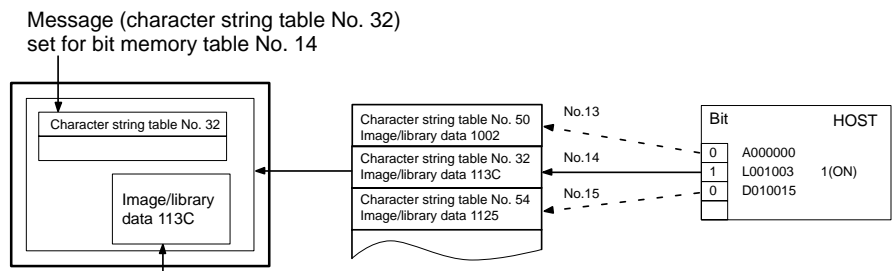 Message (character string table No. 32)
set for bit memory table No. 14
Character string table No. 32
Image/library
data 113C
Character string table No. 50
Image/library data 1002
Character string table No. 32
Image/library data 113C
Character string table No. 54
Image/library data 1125
No.13
No.14
No.15
Bit HOST
0 A000000
1 L001003 1(ON)
0 D010015